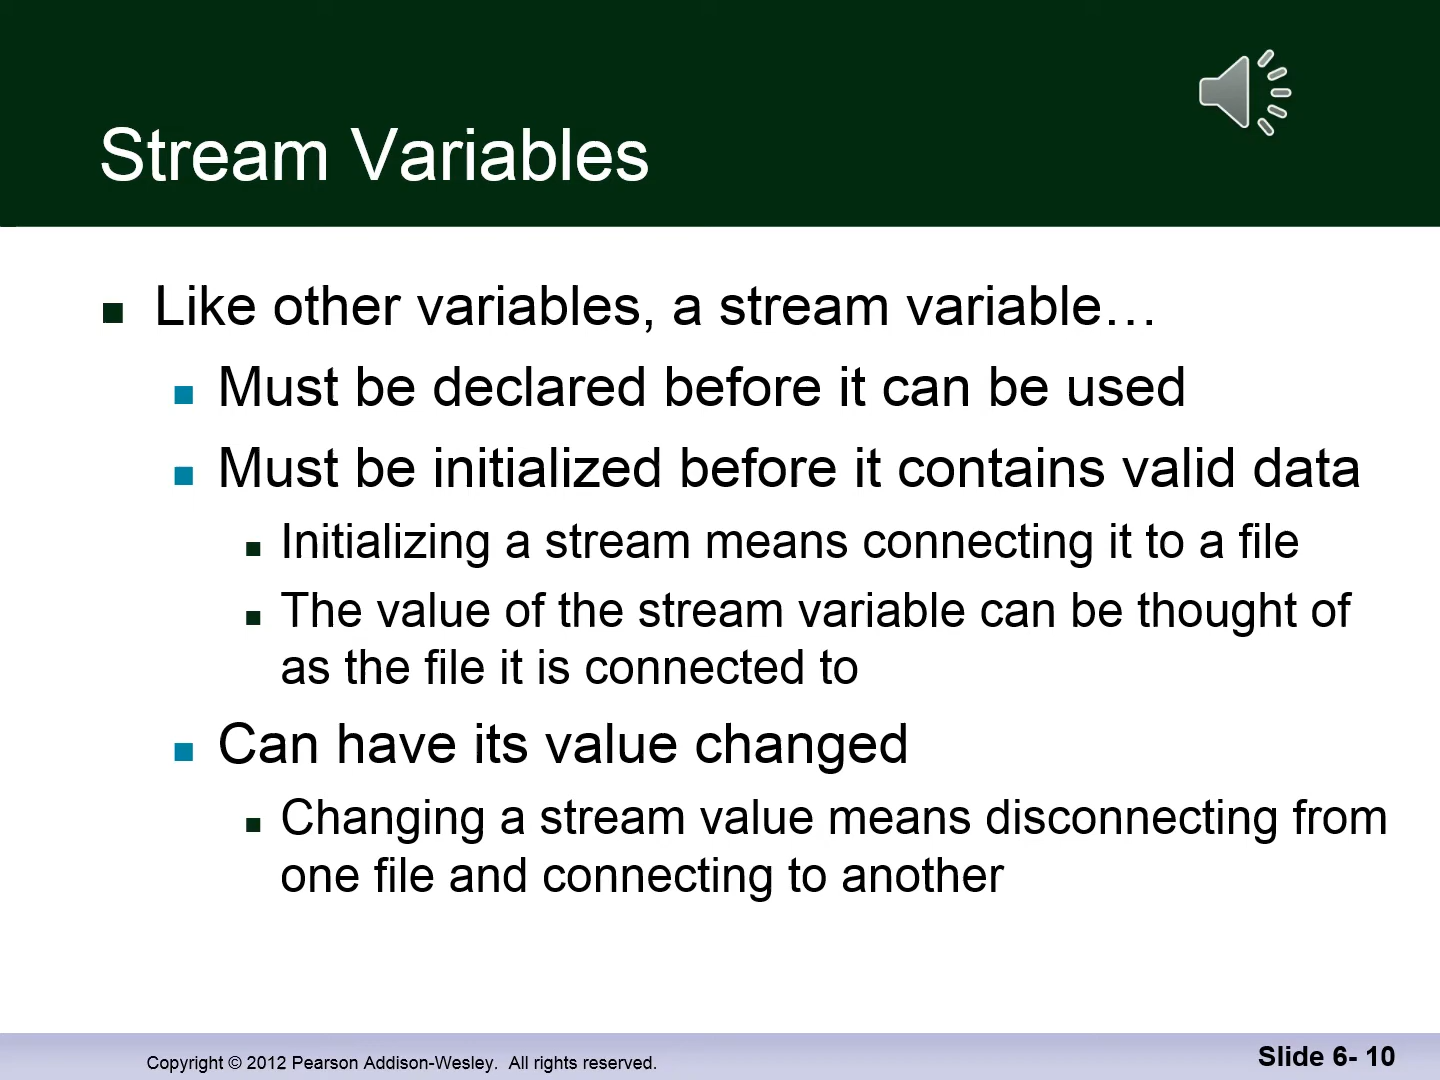 Stream Variables
Like other variables, a stream variable…
Must be declared before it can be used
Must be initialized before it contains valid data
Initializing a stream means connecting it to a file
The value of the stream variable can be thought of
as the file it is connected to
Can have its value changed
Changing a stream value means disconnecting from
one file and connecting to another
Copyright © 2012 Pearson Addison-Wesley.  All rights reserved.
Slide 6- 10